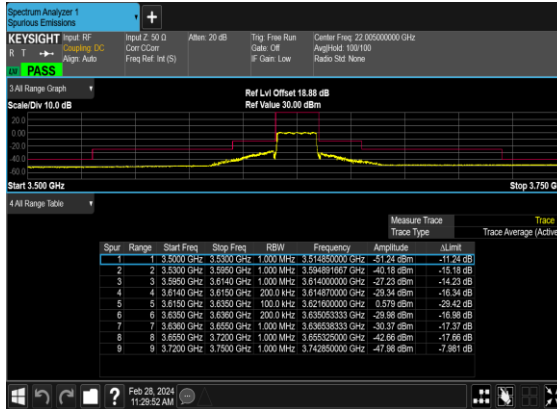 Spectrum Analyzer 1
Spurious Emissions
+
KEYSIGHT Input: RF Input Z: 50 Ω Atten: 20 dB Trig: Free Run Center Freq: 22.005000000 GHz
R T Coupling: DC Corr CCorr Gate: Off Avg|Hold: 100/100
Align: Auto Freq Ref: Int (S) IF Gain: Low Radio Std: None
PASS
3 All Range Graph
Ref Lvl Offset 18.88 dB
Scale/Div 10.0 dB Ref Value 30.00 dBm
20.0
0.00
-20.0
-40.0
-60.0
Start 3.500 GHz Stop 3.750 G
4 All Range Table
Measure Trace Trace
Trace Type Trace Average (Active
Spur Range Start Freq Stop Freq RBW Frequency Amplitude ΔLimit
1 1 3.5000 GHz 3.5300 GHz 1.000 MHz 3.514850000 GHz -51.24 dBm -11.24 dB
2 2 3.5300 GHz 3.5950 GHz 1.000 MHz 3.594891667 GHz -40.18 dBm -15.18 dB
3 3 3.5950 GHz 3.6140 GHz 1.000 MHz 3.614000000 GHz -27.23 dBm -14.23 dB
4 4 3.6140 GHz 3.6150 GHz 200.0 kHz 3.614870000 GHz -29.34 dBm -16.34 dB
5 5 3.6150 GHz 3.6350 GHz 100.0 kHz 3.621600000 GHz 0.579 dBm -29.42 dB
6 6 3.6350 GHz 3.6360 GHz 200.0 kHz 3.635053333 GHz -29.98 dBm -16.98 dB
7 7 3.6360 GHz 3.6550 GHz 1.000 MHz 3.636538333 GHz -30.37 dBm -17.37 dB
8 8 3.6550 GHz 3.7200 GHz 1.000 MHz 3.655325000 GHz -42.66 dBm -17.66 dB
9 9 3.7200 GHz 3.7500 GHz 1.000 MHz 3.742850000 GHz -47.98 dBm -7.981 dB
?
Feb 28, 2024
11:29:52 AM